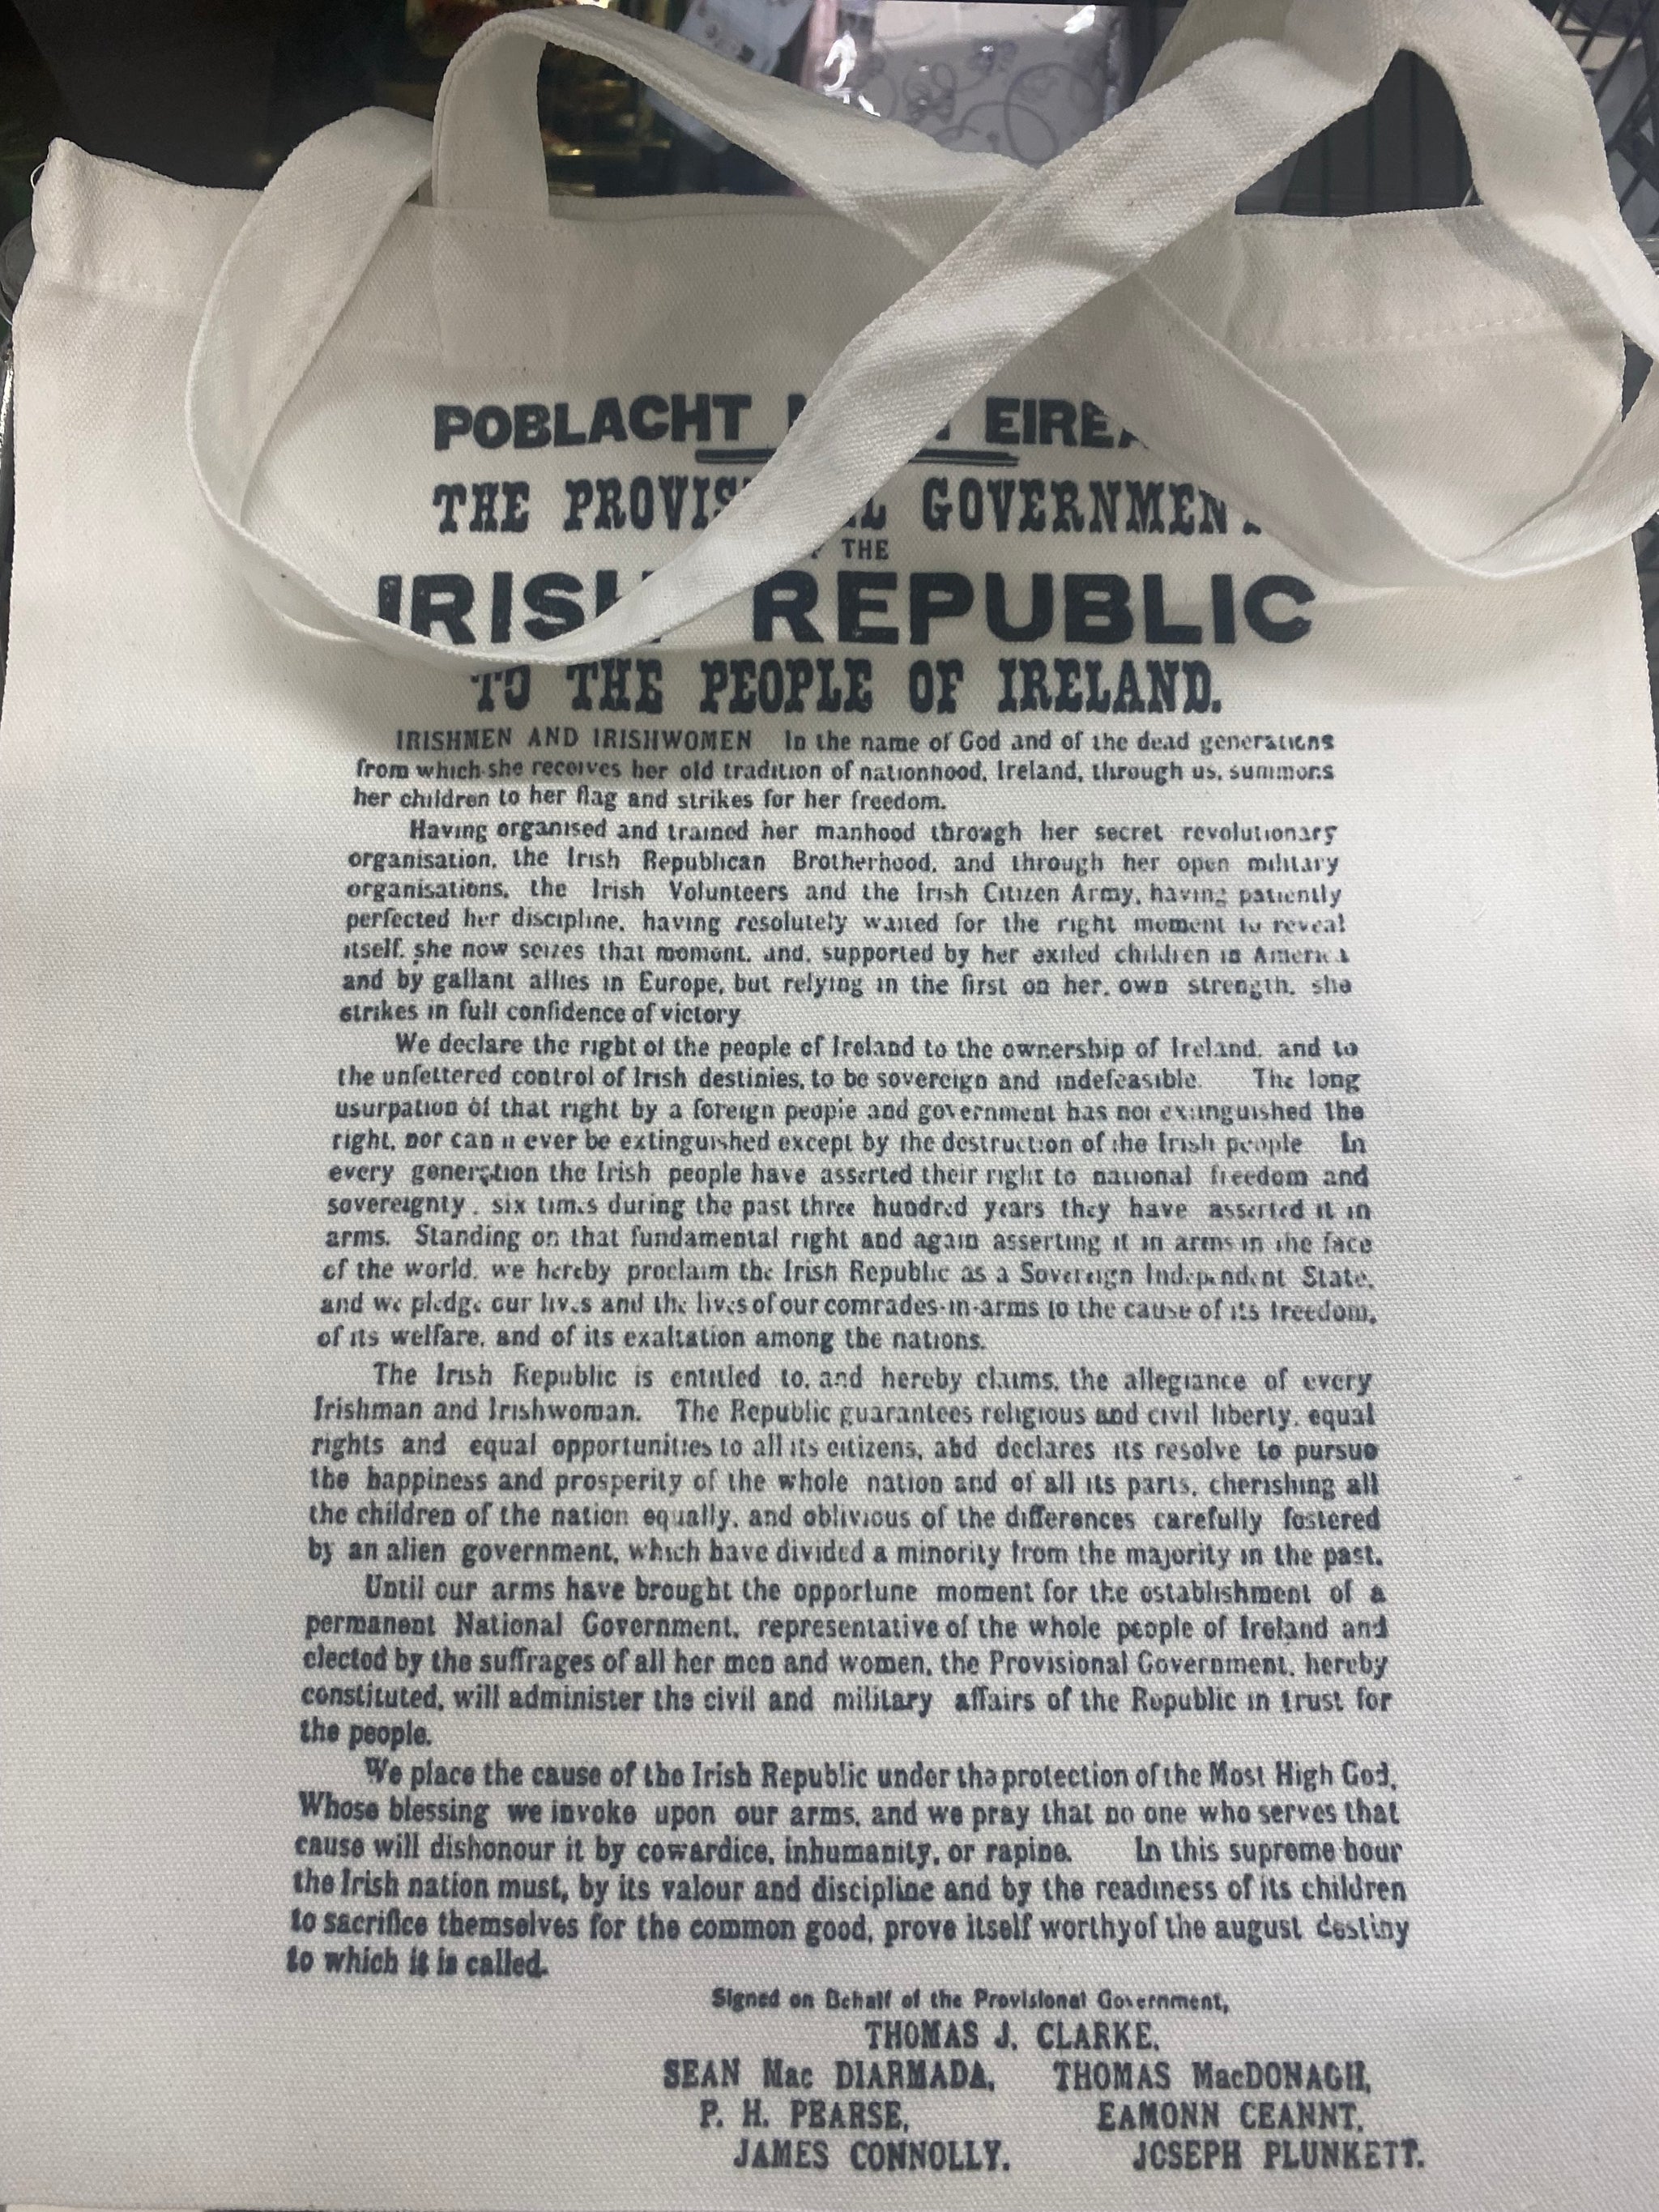 POBLACHT EIRE
THE PROVIS GOVERNMENT
THE
IRISH REPUBLIC
TO THE PEOPLE OF IRELAND.
IRISHMEN AND IRISHWOMEN In the name of God and of the dead generations
from which she receives her old tradition of nationhood, Ireland, through us, summons
her children to her flag and strikes for her freedom.
Having organised and trained her manhood through her secret revolutionary
organisation, the Irish Republican Brotherhood, and through her open military
organisations, the Irish Volunteers and the Irish Citizen Army, having patiently
perfected her discipline, having resolutely waited for the right moment to reveal
itself, she now seizes that moment, and, supported by her exiled children in America
and by gallant allies in Europe, but relying in the first on her own strength, she
strikes in full confidence of victory
We declare the right of the people of Ireland to the ownership of Ireland, and to
the unfettered control of Irish destinies, to be sovereign and indefeasible. The long
usurpation of that right by a foreign people and government has not extinguished the
right, nor can it ever be extinguished except by the destruction of the Irish people In
every generation the Irish people have asserted their right to national freedom and
sovereignty, six times during the past three hundred years they have asserted it in
arms. Standing on that fundamental right and again asserting it in arms in the face
of the world, we hereby proclaim the Irish Republic as a Sovereign Independent State,
and we pledge our lives and the lives of our comrades-in-arms to the cause of its freedom,
of its welfare, and of its exaltation among the nations.
The Irish Republic is entitled to, and hereby claims, the allegiance of every
Irishman and Irishwoman. The Republic guarantees religious and civil liberty, equal
rights and equal opportunities to all its citizens, and declares its resolve to pursue
the happiness and prosperity of the whole nation and of all its parts, cherishing all
the children of the nation equally, and oblivious of the differences carefully fostered
by an alien government, which have divided a minority from the majority in the past.
Until our arms have brought the opportune moment for the establishment of a
permanent National Government, representative of the whole people of Ireland and
elected by the suffrages of all her men and women, the Provisional Government, hereby
constituted, will administer the civil and military affairs of the Republic in trust for
the people.
We place the cause of the Irish Republic under the protection of the Most High God,
Whose blessing we invoke upon our arms, and we pray that no one who serves that
cause will dishonour it by cowardice, inhumanity, or rapine. In this supreme hour
the Irish nation must, by its valour and discipline and by the readiness of its children
to sacrifice themselves for the common good, prove itself worthy of the august destiny
to which it is called.
Signed on Behalf of the Provisional Government,
THOMAS J. CLARKE,
SEAN Mac DIARMADA, THOMAS MacDONAGH,
P. H. PEARSE, EAMONN CEANNT,
JAMES CONNOLLY. JOSEPH PLUNKETT.